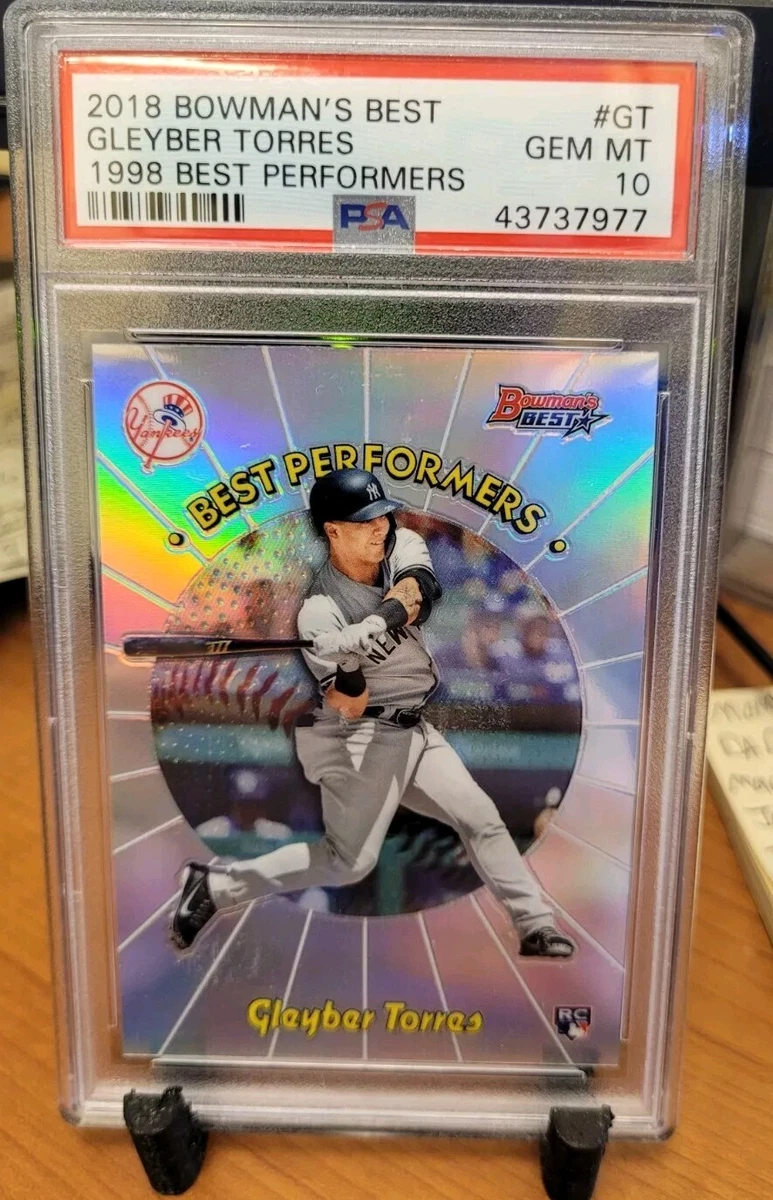 2018 BOWMAN'S BEST #GT
GLEYBER TORRES GEM MT
1998 BEST PERFORMERS 10
PSA 43737977
Yankees
Bowman's
BEST
BEST PERFORMERS
NY
NEW
Gleyber Torres
RC